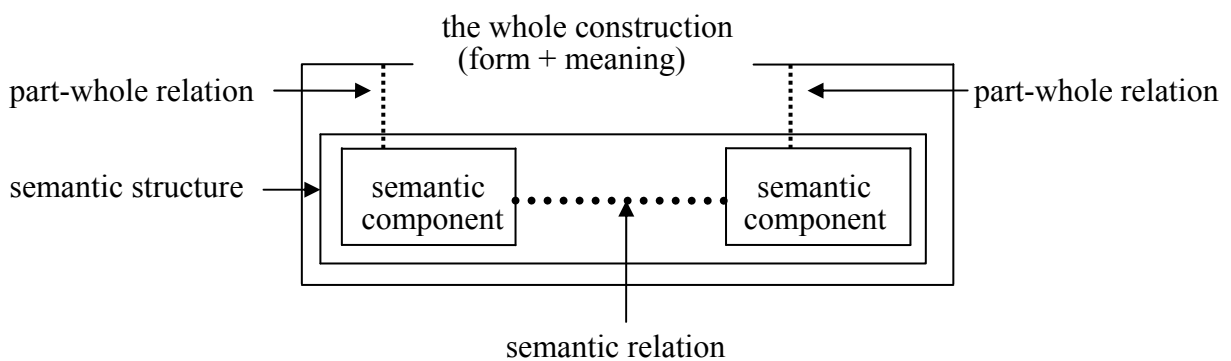 the whole construction
(form + meaning)
part-whole relation
part-whole relation
semantic structure
semantic
component
semantic
component
semantic relation